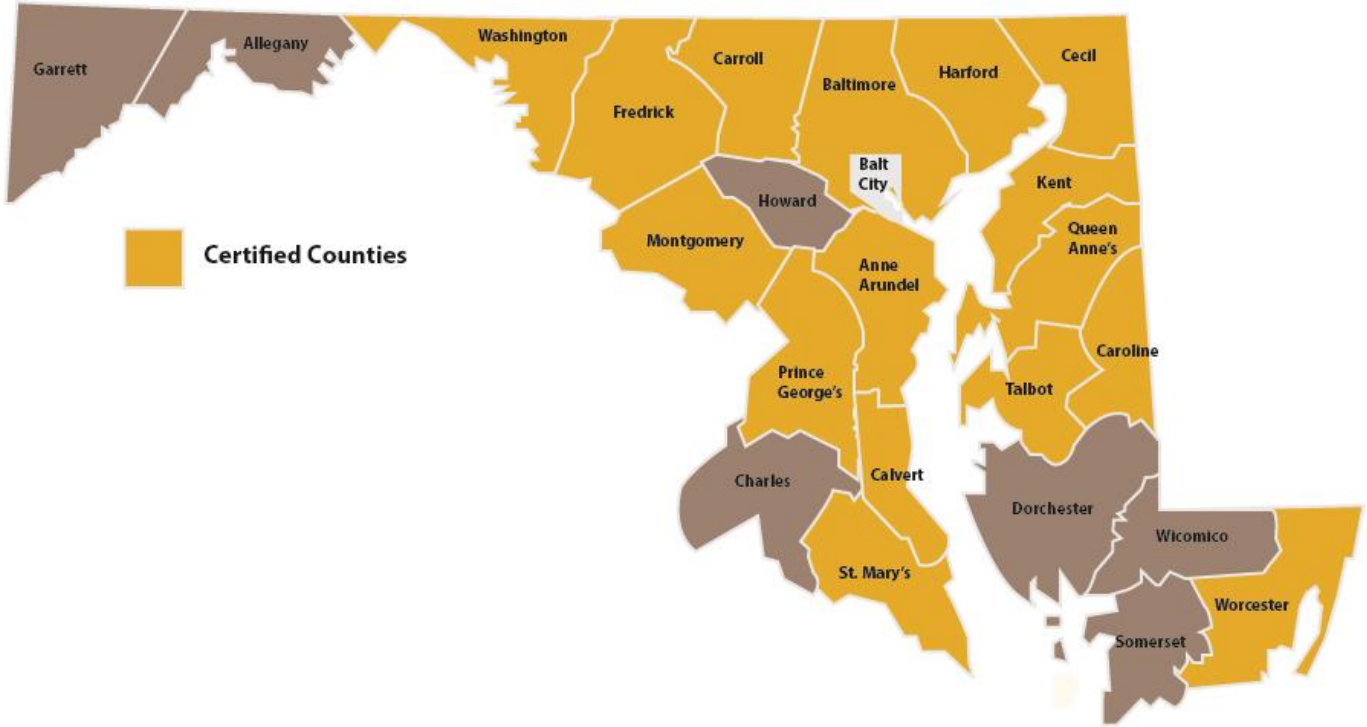 Garrett
Allegany
Washington
Fredrick
Carroll
Baltimore
Harford
Cecil
Balt
City
Kent
Howard
Montgomery
Queen
Anne's
Certified Counties
Anne
Arundel
Caroline
Prince
George's
Talbot
Charles
Calvert
Dorchester
Wicomico
St. Mary's
Worcester
Somerset